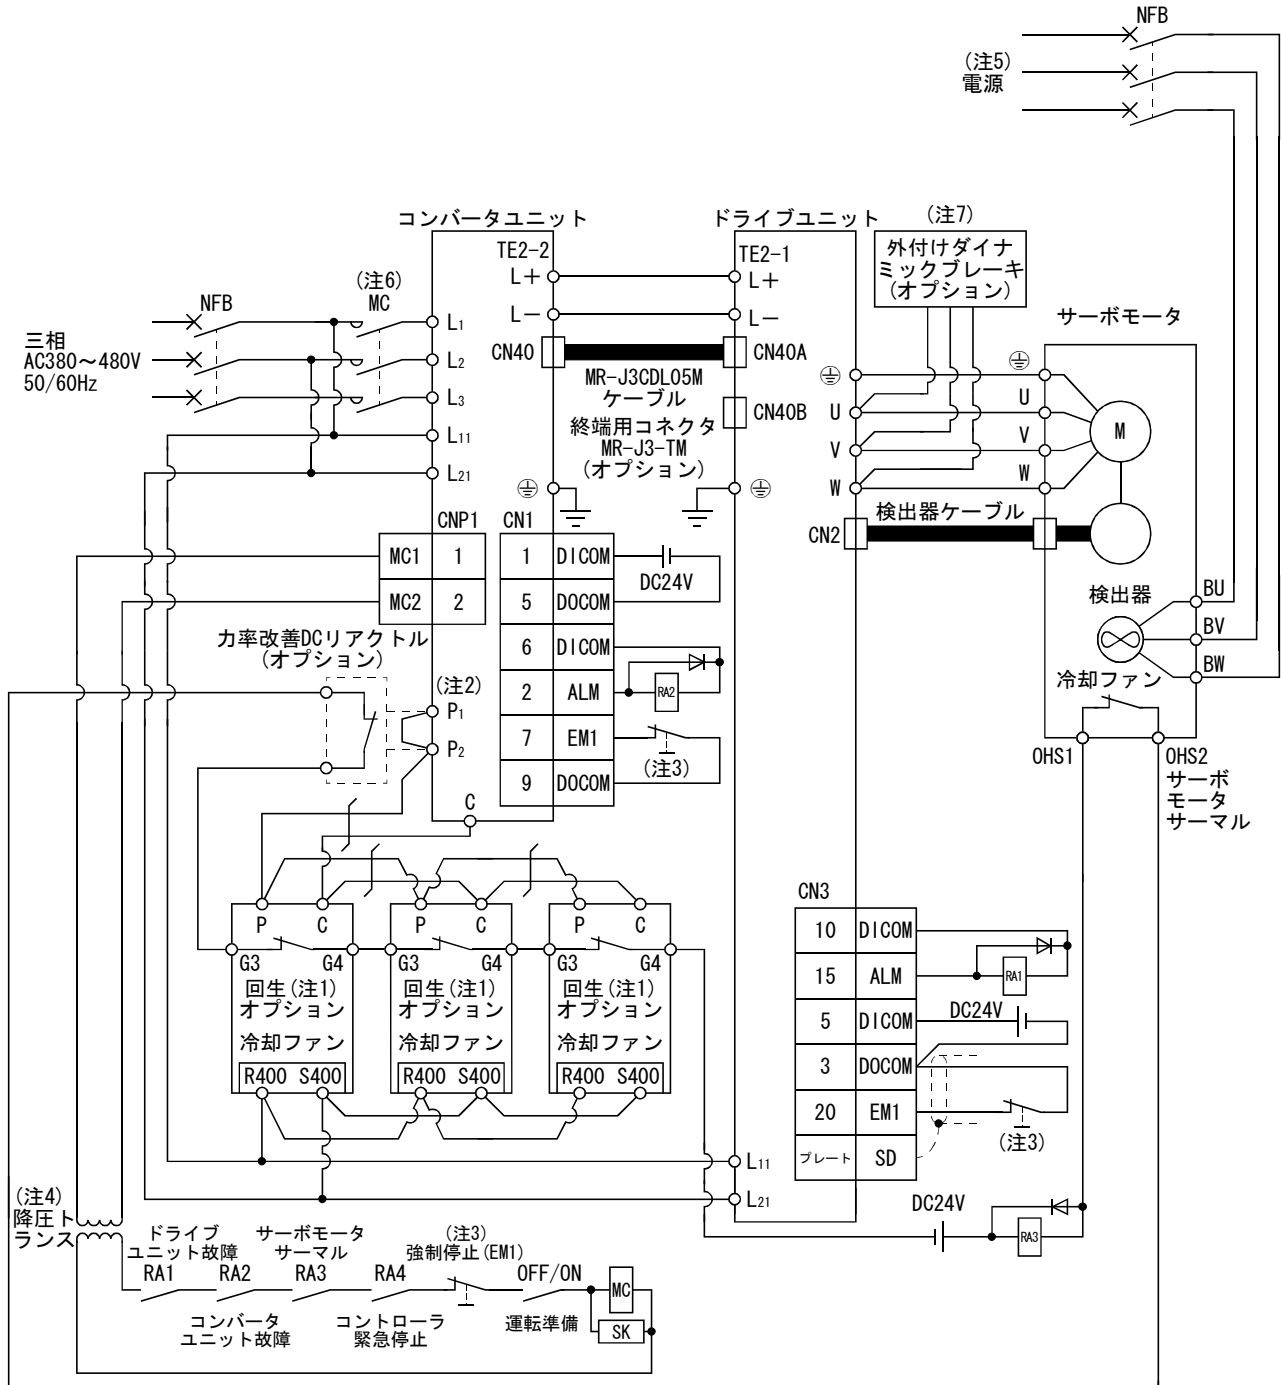 NFB
(注5)
電源
コンバータユニット
ドライブユニット
(注7)
外付けダイナ
ミックブレーキ
(オプション)
TE2-2
TE2-1
L+
L+
L-
L-
(注6)
MC
NFB
三相
AC380～480V
50/60Hz
L1
L2
L3
L11
L21
CN40
CN40A
MR-J3CDL05M
ケーブル
CN40B
終端用コネクタ
MR-J3-TM
(オプション)
サーボモータ
U
V
W
U
V
W
M
CN2
検出器ケーブル
検出器
BU
BV
BW
冷却ファン
OHS1
OHS2
サーボ
モータ
サーマル
CNP1
MC1 1
MC2 2
CN1
1 DICOM
5 DOCOM
6 DICOM
2 ALM
7 EM1
9 DOCOM
DC24V
RA2
(注3)
力率改善DCリアクトル
(オプション)
(注2)
P1
P2
C
P C
P C
P C
G3 G4
G3 G4
G3 G4
回生(注1)
オプション
回生(注1)
オプション
回生(注1)
オプション
冷却ファン
冷却ファン
冷却ファン
R400 S400
R400 S400
R400 S400
CN3
10 DICOM
15 ALM
5 DICOM
3 DOCOM
20 EM1
プレート SD
RA1
DC24V
(注3)
L11
L21
DC24V
RA3
(注4)
降圧ト
ランス
ドライブ
ユニット故障
サーボモータ
サーマル
(注3)
強制停止(EM1)
OFF/ON
RA1
RA2
RA3
RA4
MC
SK
コンバータ
ユニット故障
コントローラ
緊急停止
運転準備